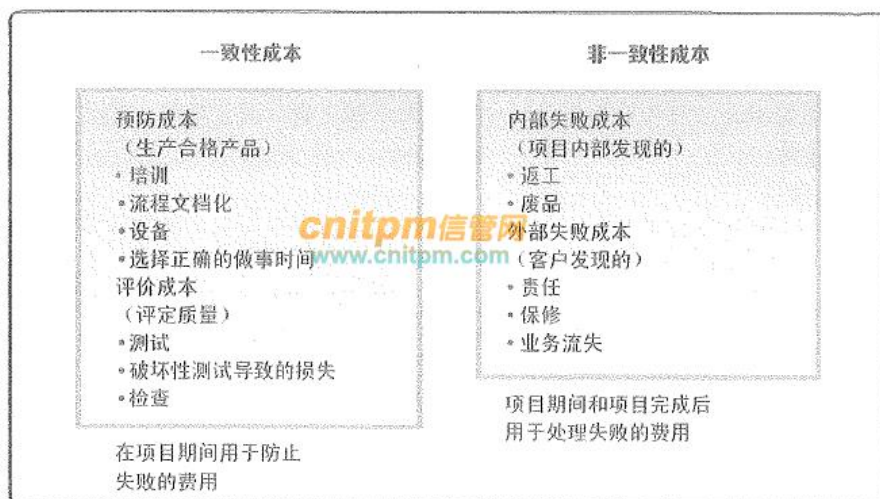 一致性成本
预防成本
（生产合格产品）
• 培训
• 流程文档化
• 设备
• 选择正确的做事时间
评价成本
（评定质量）
• 测试
• 破坏性测试导致的损失
• 检查
在项目期间用于防止
失败的费用
非一致性成本
内部失败成本
（项目内部发现的）
• 返工
• 废品
外部失败成本
（客户发现的）
• 责任
• 保修
• 业务流失
项目期间和项目完成后
用于处理失败的费用
cnitpm信管网
www.cnitpm.com